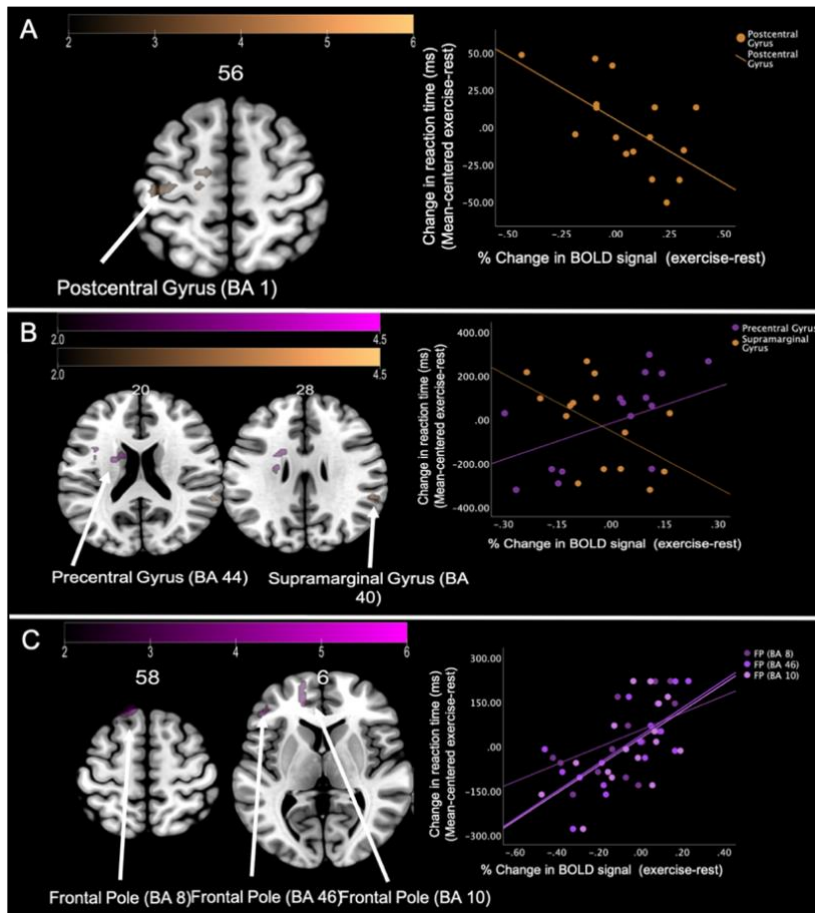 A
2 3 4 5 6
56
Postcentral Gyrus (BA 1)
Change in reaction time (ms)
(Mean-centered exercise-rest)
50.00
25.00
.00
-25.00
-50.00
-.50 .00 .50
% Change in BOLD signal (exercise-rest)
Postcentral
Gyrus
Postcentral
Gyrus
B
2.0 4.5
2.0 4.5
20 28
Precentral Gyrus (BA 44)
Supramarginal Gyrus (BA
40)
Change in reaction time (ms)
(Mean-centered exercise-rest)
400.00
200.00
.00
-200.00
-400.00
-.30 -.15 .00 .15 .30
% Change in BOLD signal (exercise-rest)
Precentral Gyrus
Supramarginal
Gyrus
C
2 3 4 5 6
58 6
Frontal Pole (BA 8)
Frontal Pole (BA 46)
Frontal Pole (BA 10)
Change in reaction time (ms)
(Mean-centered exercise-rest)
300.00
150.00
.00
-150.00
-300.00
-.60 -.40 -.20 .00 .20 .40
% Change in BOLD signal (exercise-rest)
FP (BA 8)
FP (BA 46)
FP (BA 10)